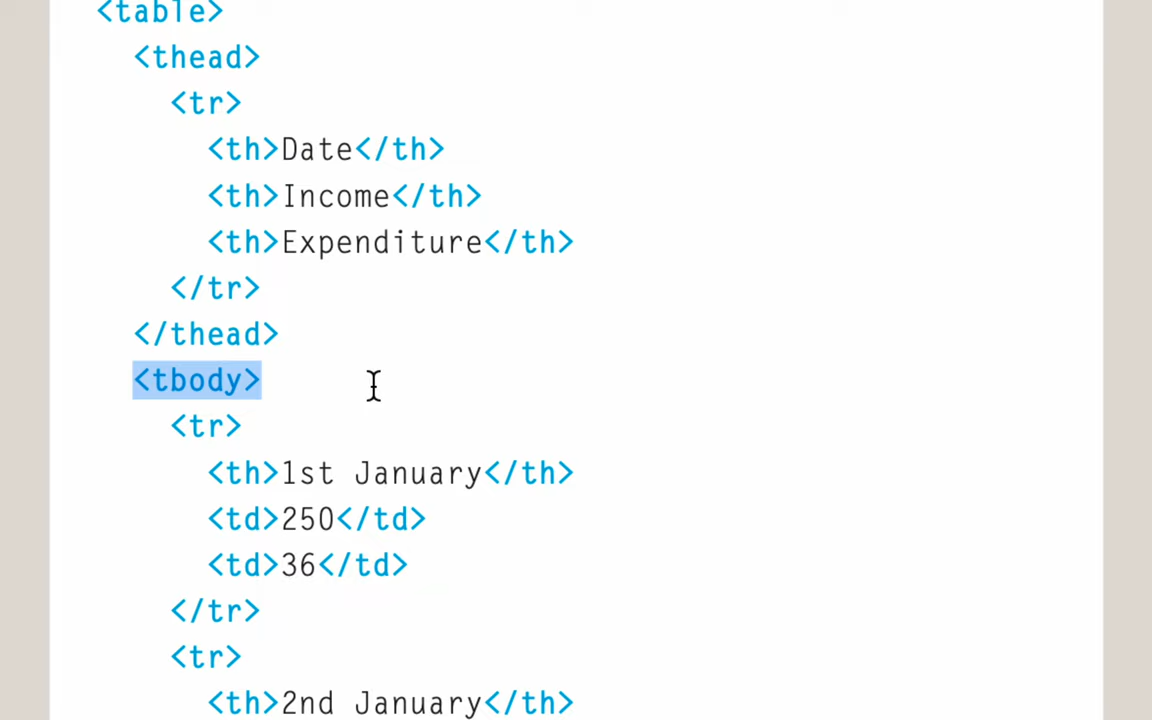 <table>
<thead>
<tr>
<th>Date</th>
<th>Income</th>
<th>Expenditure</th>
</tr>
</thead>
<tbody>
<tr>
<th>1st January</th>
<td>250</td>
<td>36</td>
</tr>
<tr>
<th>2nd January</th>